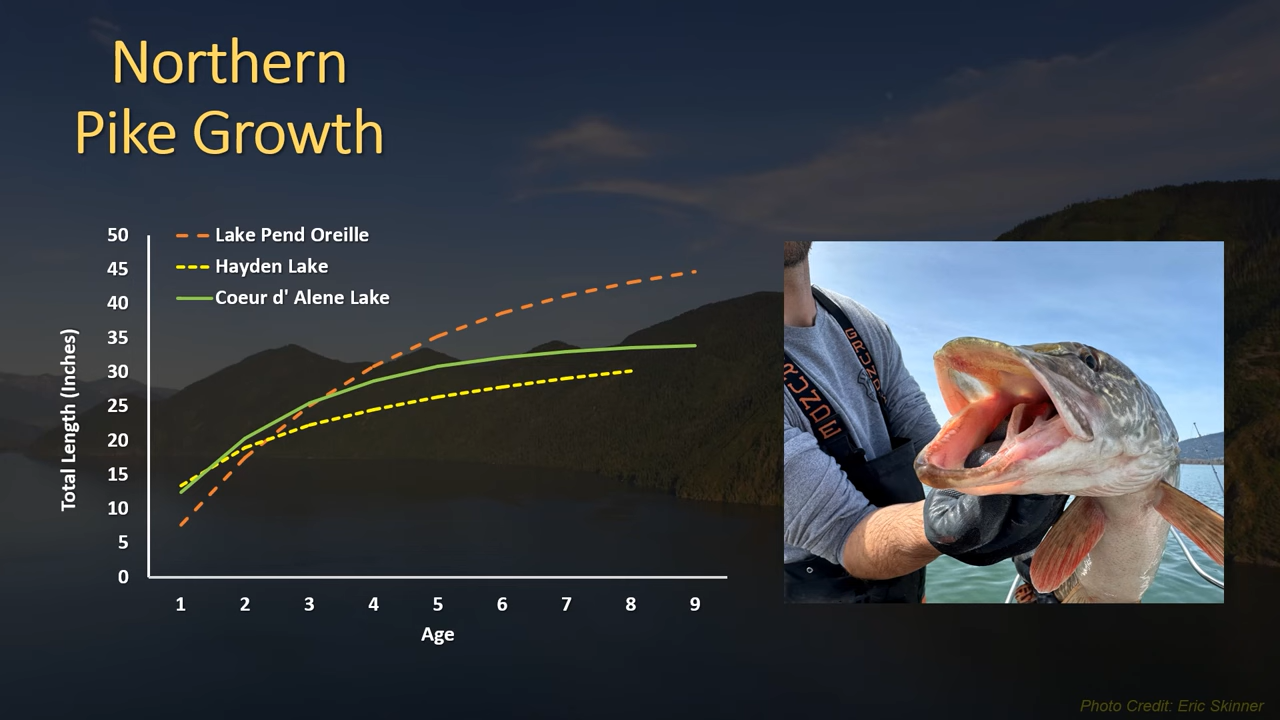 Northern
Pike Growth
50
45
40
35
30
25
20
15
10
5
0
Total Length (Inches)
Lake Pend Oreille
Hayden Lake
Coeur d' Alene Lake
1 2 3 4 5 6 7 8 9
Age
GRUNDÉNS
Photo Credit: Eric Skinner